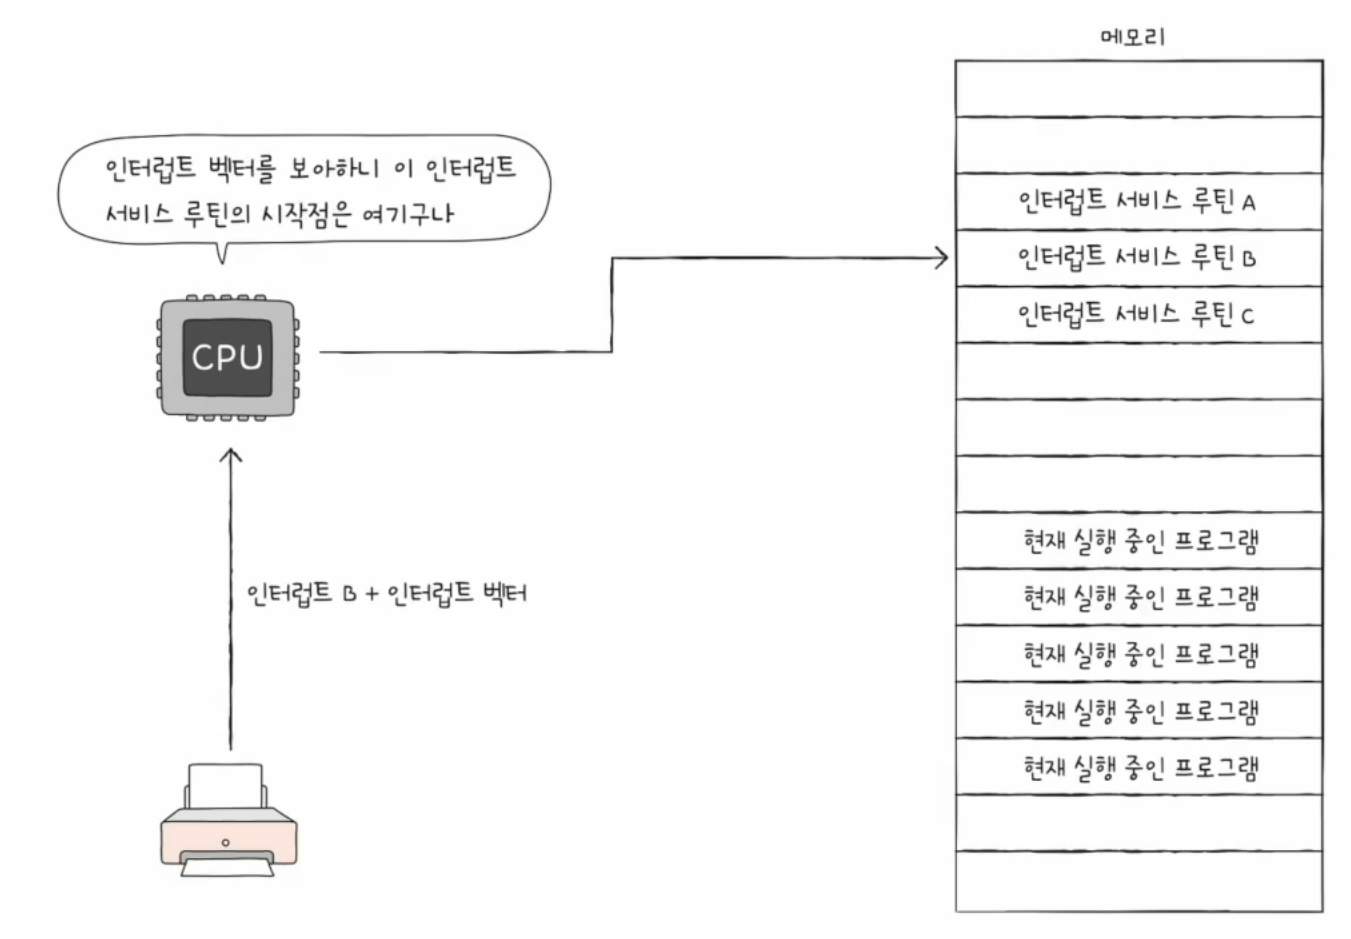 메모리
인터럽트 벡터를 보아하니 이 인터럽트
서비스 루틴의 시작점은 여기구나
인터럽트 서비스 루틴 A
인터럽트 서비스 루틴 B
인터럽트 서비스 루틴 C
CPU
현재 실행 중인 프로그램
인터럽트 B + 인터럽트 벡터
현재 실행 중인 프로그램
현재 실행 중인 프로그램
현재 실행 중인 프로그램
현재 실행 중인 프로그램